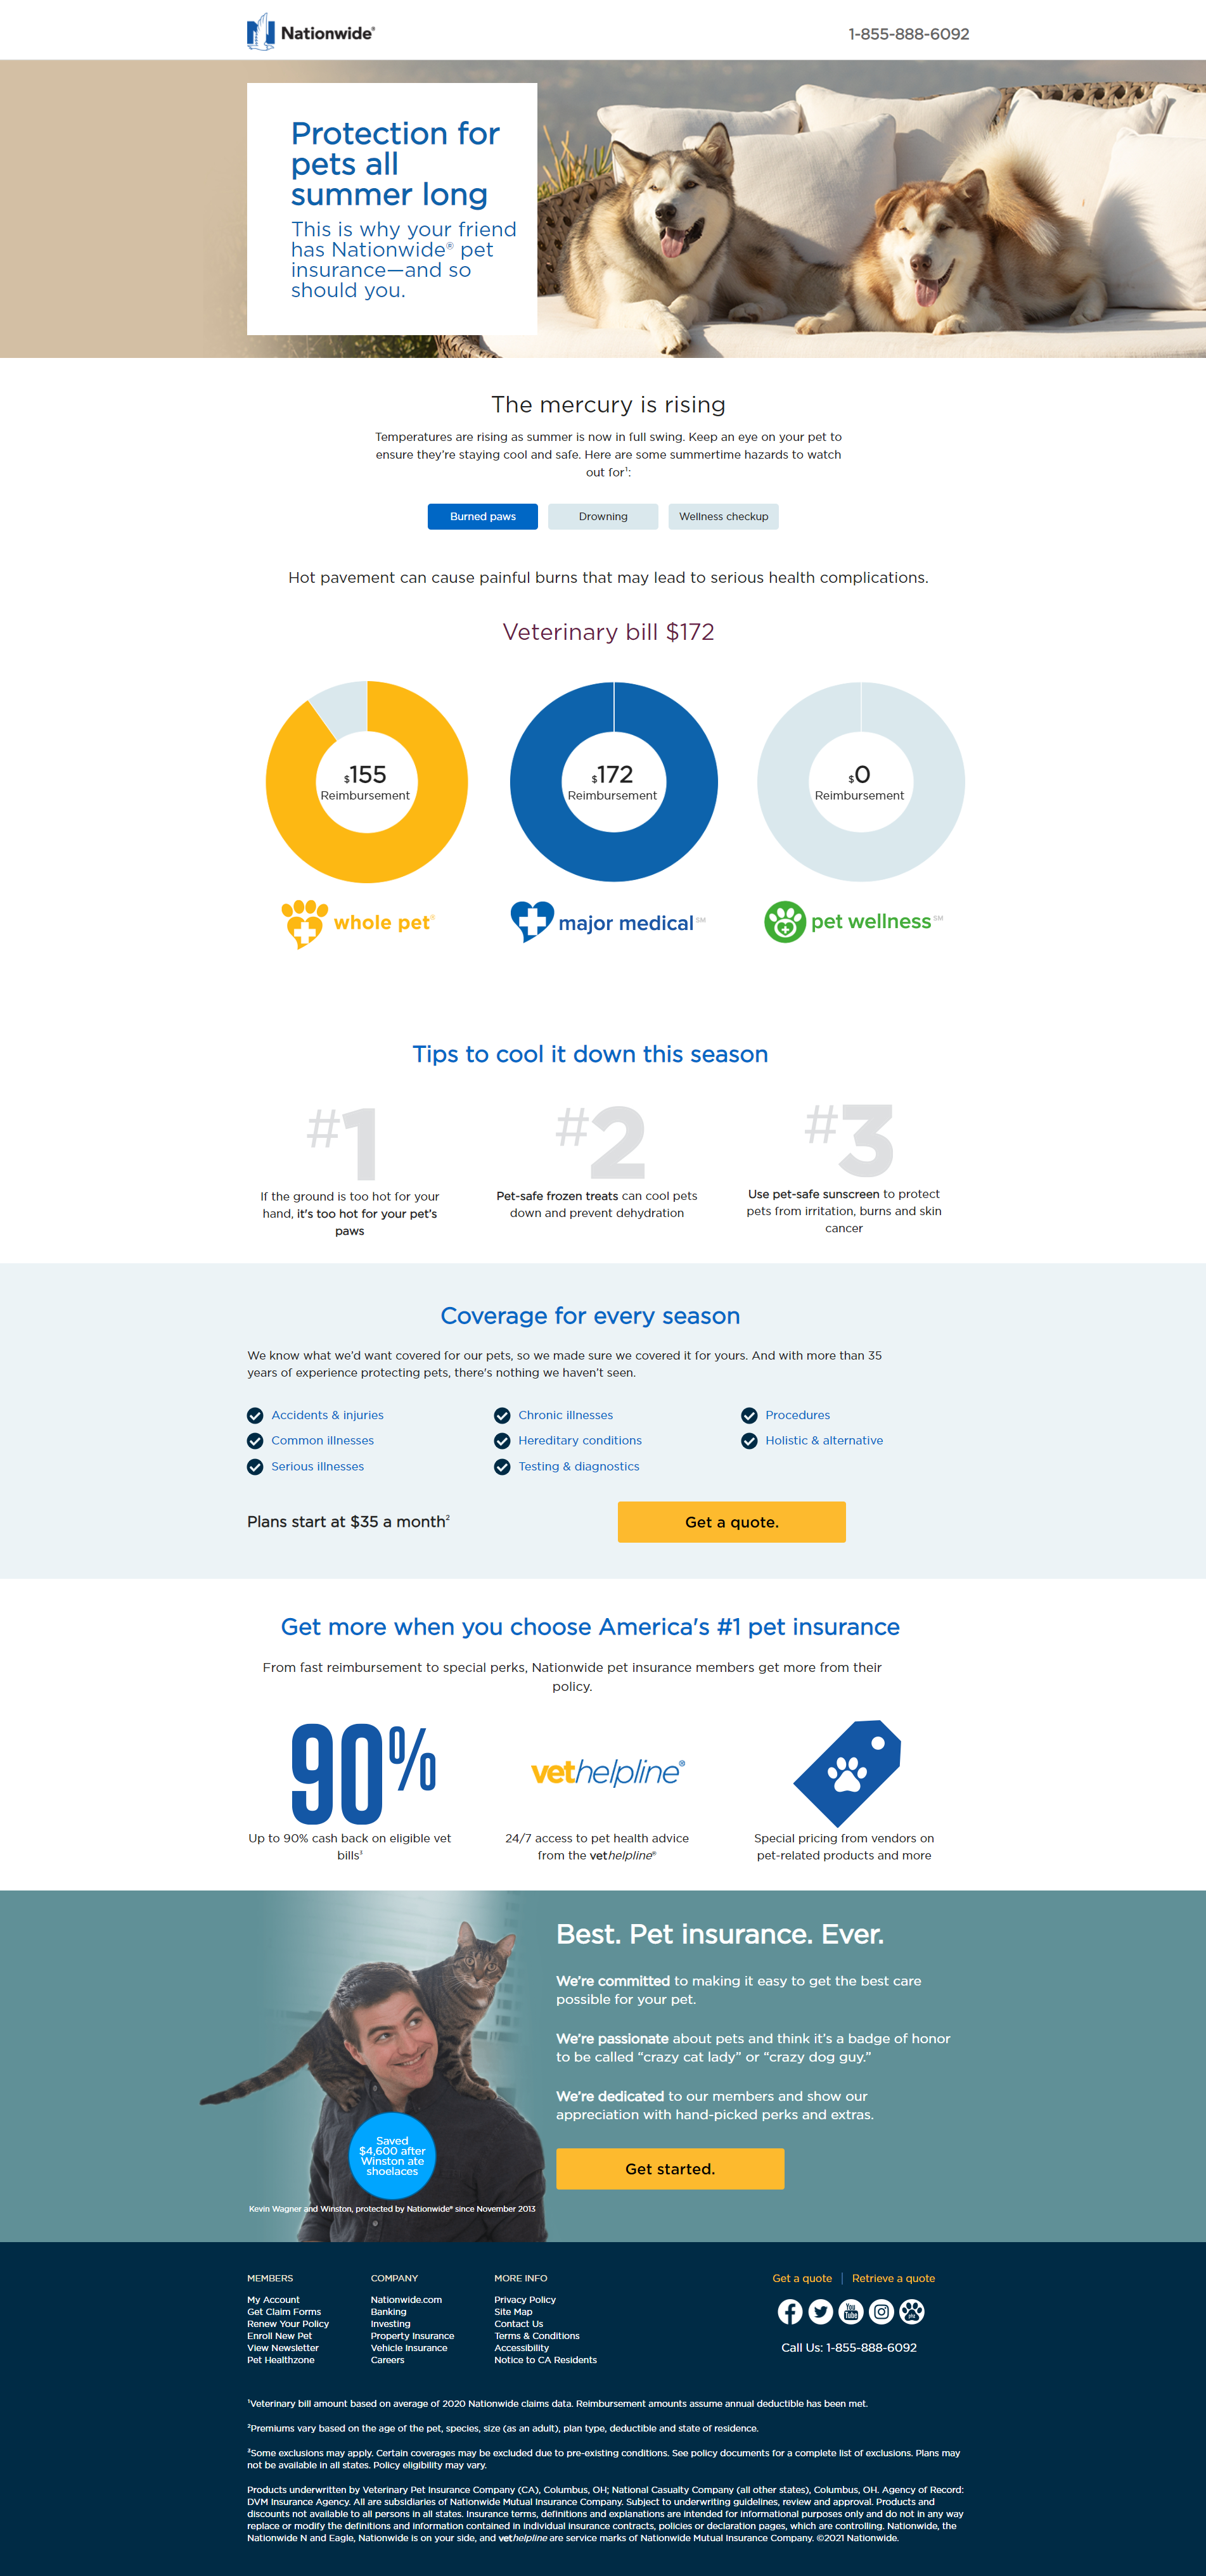 Nationwide®
1-855-888-6092
Protection for
pets all
summer long
This is why your friend
has Nationwide® pet
insurance—and so
should you.
The mercury is rising
Temperatures are rising as summer is now in full swing. Keep an eye on your pet to
ensure they're staying cool and safe. Here are some summertime hazards to watch
out for¹:
Burned paws
Drowning
Wellness checkup
Hot pavement can cause painful burns that may lead to serious health complications.
Veterinary bill $172
$155
Reimbursement
$172
Reimbursement
$0
Reimbursement
whole pet®
major medical℠
pet wellness℠
Tips to cool it down this season
#1
If the ground is too hot for your
hand, it's too hot for your pet's
paws
#2
Pet-safe frozen treats can cool pets
down and prevent dehydration
#3
Use pet-safe sunscreen to protect
pets from irritation, burns and skin
cancer
Coverage for every season
We know what we'd want covered for our pets, so we made sure we covered it for yours. And with more than 35
years of experience protecting pets, there's nothing we haven't seen.
Accidents & injuries
Common illnesses
Serious illnesses
Chronic illnesses
Hereditary conditions
Testing & diagnostics
Procedures
Holistic & alternative
Plans start at $35 a month²
Get a quote.
Get more when you choose America's #1 pet insurance
From fast reimbursement to special perks, Nationwide pet insurance members get more from their
policy.
90%
Up to 90% cash back on eligible vet
bills³
vethelpline®
24/7 access to pet health advice
from the vethelpline®
Special pricing from vendors on
pet-related products and more
Saved
$4,600 after
Winston ate
shoelaces
Kevin Wagner and Winston, protected by Nationwide® since November 2013
Best. Pet insurance. Ever.
We're committed to making it easy to get the best care
possible for your pet.
We're passionate about pets and think it's a badge of honor
to be called “crazy cat lady” or “crazy dog guy.”
We're dedicated to our members and show our
appreciation with hand-picked perks and extras.
Get started.
MEMBERS
My Account
Get Claim Forms
Renew Your Policy
Enroll New Pet
View Newsletter
Pet Healthzone
COMPANY
Nationwide.com
Banking
Investing
Property Insurance
Vehicle Insurance
Careers
MORE INFO
Privacy Policy
Site Map
Contact Us
Terms & Conditions
Accessibility
Notice to CA Residents
Get a quote | Retrieve a quote
You
Tube
Call Us: 1-855-888-6092
¹Veterinary bill amount based on average of 2020 Nationwide claims data. Reimbursement amounts assume annual deductible has been met.
²Premiums vary based on the age of the pet, species, size (as an adult), plan type, deductible and state of residence.
³Some exclusions may apply. Certain coverages may be excluded due to pre-existing conditions. See policy documents for a complete list of exclusions. Plans may
not be available in all states. Policy eligibility may vary.
Products underwritten by Veterinary Pet Insurance Company (CA), Columbus, OH; National Casualty Company (all other states), Columbus, OH. Agency of Record:
DVM Insurance Agency. All are subsidiaries of Nationwide Mutual Insurance Company. Subject to underwriting guidelines, review and approval. Products and
discounts not available to all persons in all states. Insurance terms, definitions and explanations are intended for informational purposes only and do not in any way
replace or modify the definitions and information contained in individual insurance contracts, policies or declaration pages, which are controlling. Nationwide, the
Nationwide N and Eagle, Nationwide is on your side, and vethelpline are service marks of Nationwide Mutual Insurance Company. ©2021 Nationwide.